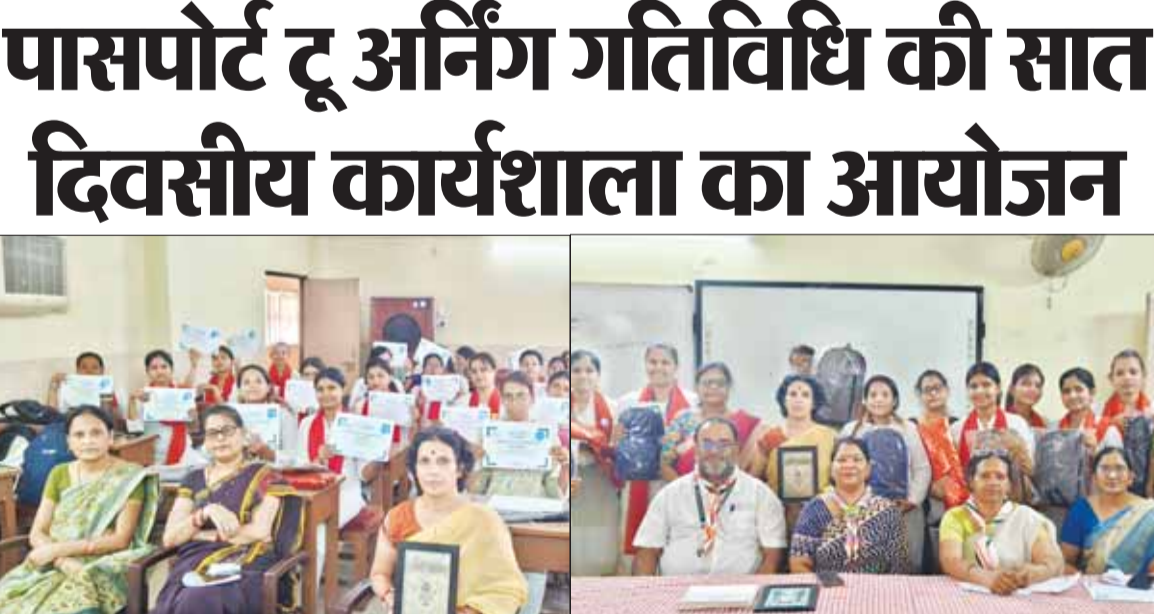 पासपोर्ट टू अर्निंग गतिविधि की सात
दिवसीय कार्यशाला का आयोजन